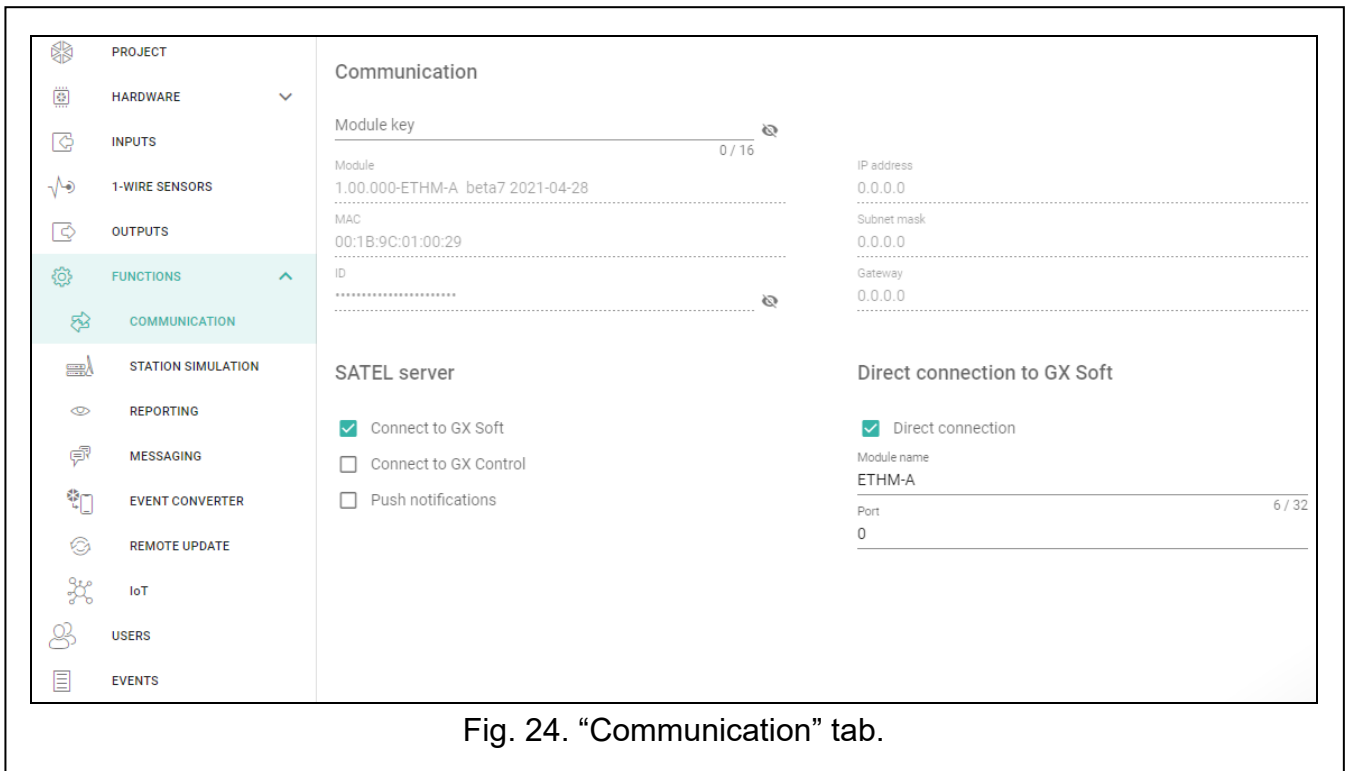 PROJECT
HARDWARE
INPUTS
1-WIRE SENSORS
OUTPUTS
FUNCTIONS
COMMUNICATION
STATION SIMULATION
REPORTING
MESSAGING
EVENT CONVERTER
REMOTE UPDATE
IoT
USERS
EVENTS
Communication
Module key
0 / 16
Module
1.00.000-ETHM-A beta7 2021-04-28
MAC
00:1B:9C:01:00:29
ID
•••••••••••••••••••••••
IP address
0.0.0.0
Subnet mask
0.0.0.0
Gateway
0.0.0.0
SATEL server
Connect to GX Soft
Connect to GX Control
Push notifications
Direct connection to GX Soft
Direct connection
Module name
ETHM-A
6 / 32
Port
0
Fig. 24. “Communication” tab.